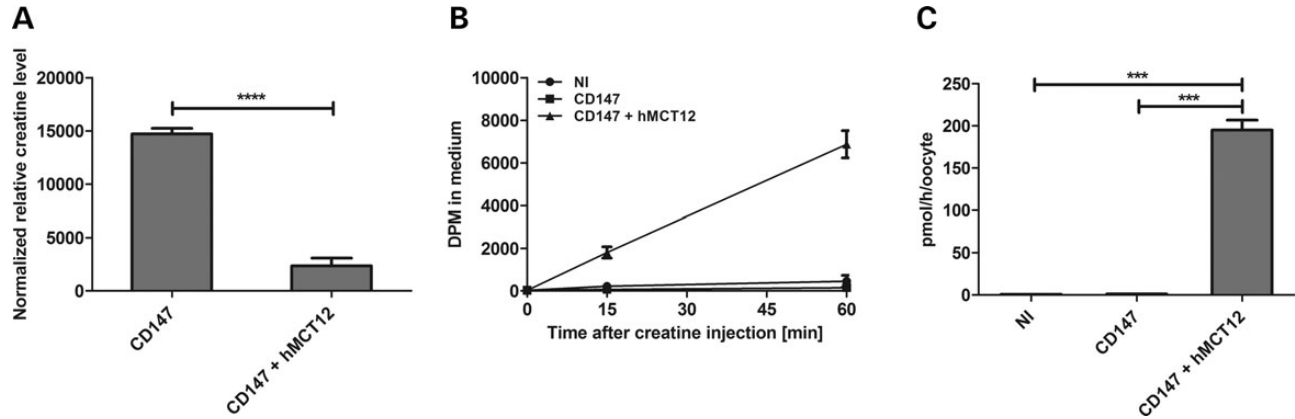 A
Normalized relative creatine level
20000
15000
10000
5000
0
****
CD147
CD147 + hMCT12
B
DPM in medium
10000
8000
6000
4000
2000
0
NI
CD147
CD147 + hMCT12
0 15 30 45 60
Time after creatine injection [min]
C
pmol/h/oocyte
250
200
150
100
50
0
***
***
NI
CD147
CD147 + hMCT12